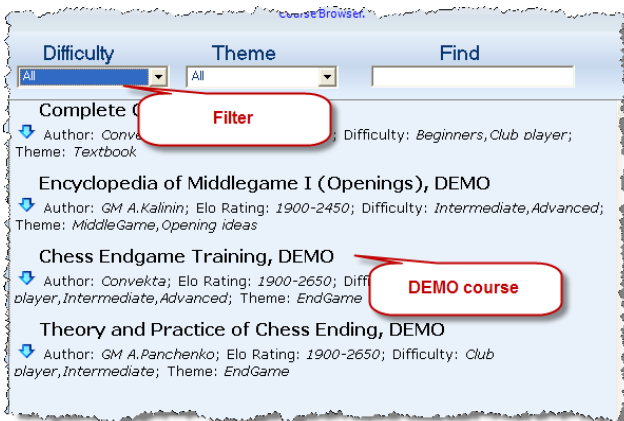 Course Browser.
Difficulty Theme Find
All All
Complete
Filter
Author: Difficulty: Beginners,Club player;
Theme: Textbook
Encyclopedia of Middlegame I (Openings), DEMO
Author: GM A.Kalinin; Elo Rating: 1900-2450; Difficulty: Intermediate,Advanced;
Theme: MiddleGame,Opening ideas
Chess Endgame Training, DEMO
Author: Convekta; Elo Rating: 1900-2650;
DEMO course
player,Intermediate,Advanced; Theme: EndGame
Theory and Practice of Chess Ending, DEMO
Author: GM A.Panchenko; Elo Rating: 1900-2650; Difficulty: Club
player,Intermediate; Theme: EndGame